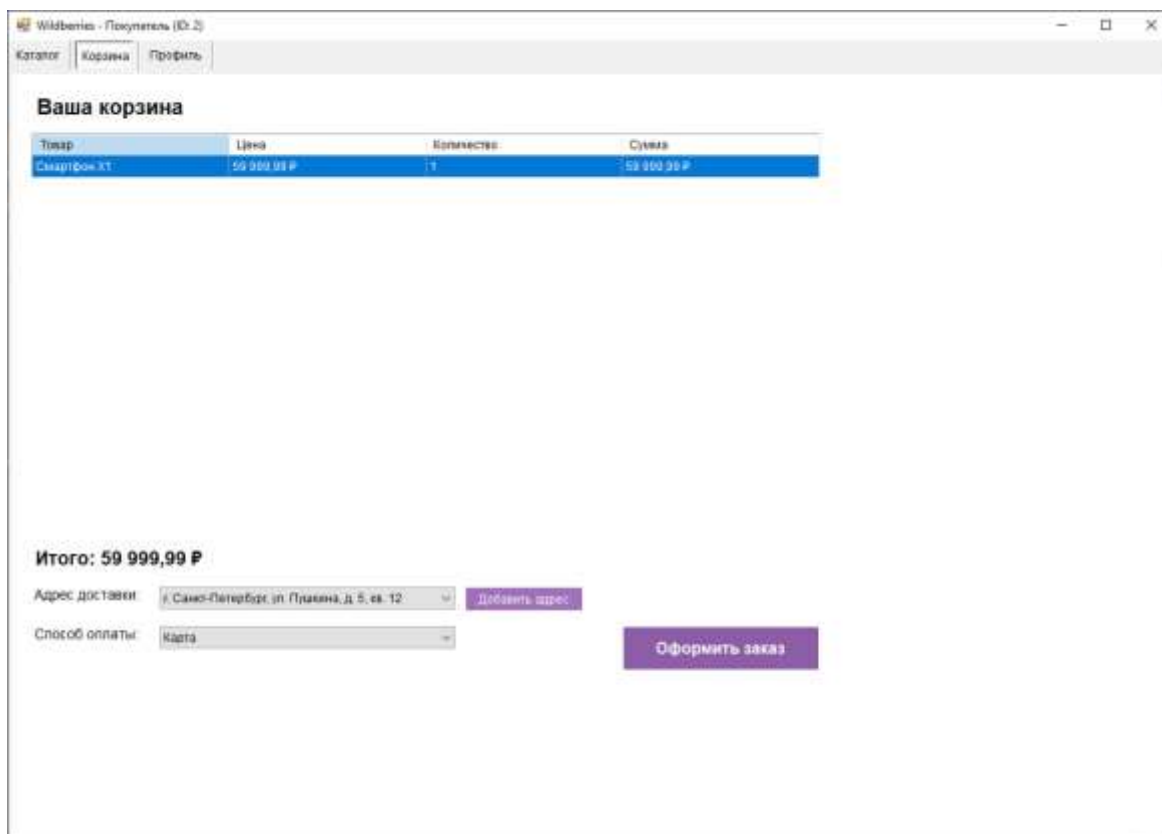 Wildberries - Покупатель (ID: 2)
Каталог Корзина Профиль
Ваша корзина
Товар Цена Количество Сумма
Смартфон X1 59 999,99 ₽ 1 59 999,99 ₽
Итого: 59 999,99 ₽
Адрес доставки: г. Санкт-Петербург, ул. Пушкина, д. 5, кв. 12 Добавить адрес
Способ оплаты: Карта
Оформить заказ